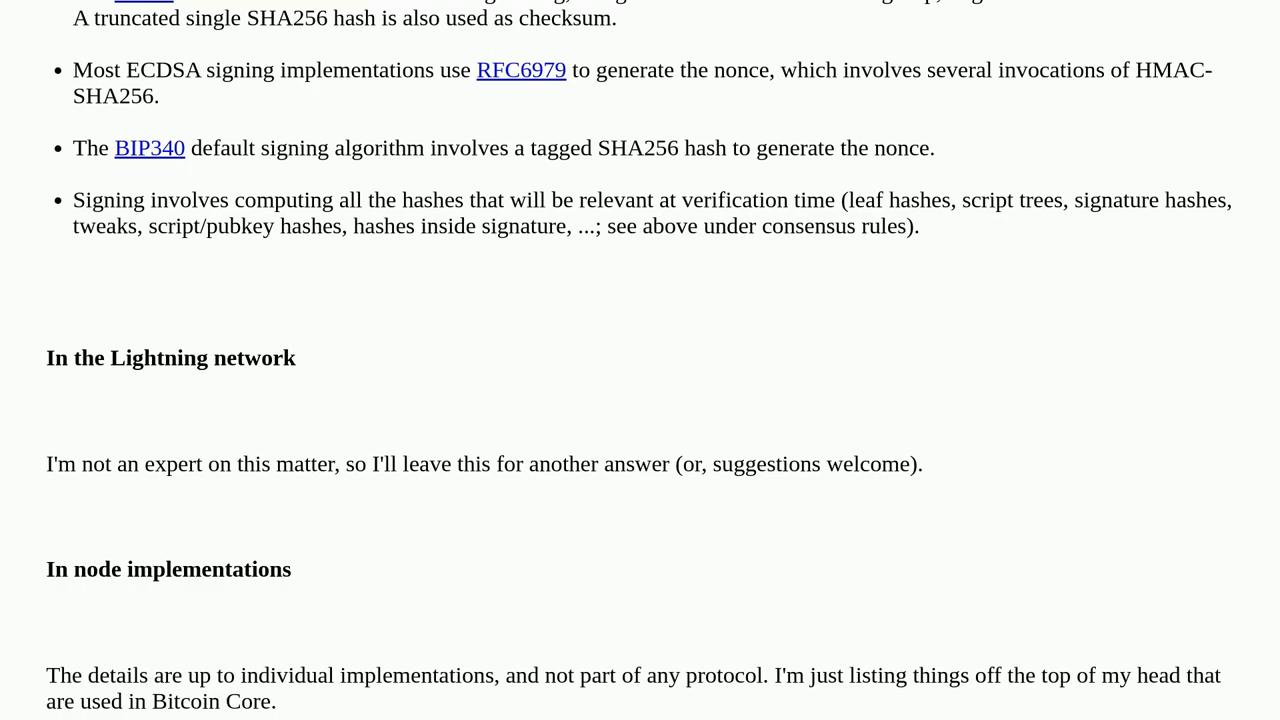 A truncated single SHA256 hash is also used as checksum.
Most ECDSA signing implementations use RFC6979 to generate the nonce, which involves several invocations of HMAC-
SHA256.
The BIP340 default signing algorithm involves a tagged SHA256 hash to generate the nonce.
Signing involves computing all the hashes that will be relevant at verification time (leaf hashes, script trees, signature hashes,
tweaks, script/pubkey hashes, hashes inside signature, ...; see above under consensus rules).
In the Lightning network
I'm not an expert on this matter, so I'll leave this for another answer (or, suggestions welcome).
In node implementations
The details are up to individual implementations, and not part of any protocol. I'm just listing things off the top of my head that
are used in Bitcoin Core.